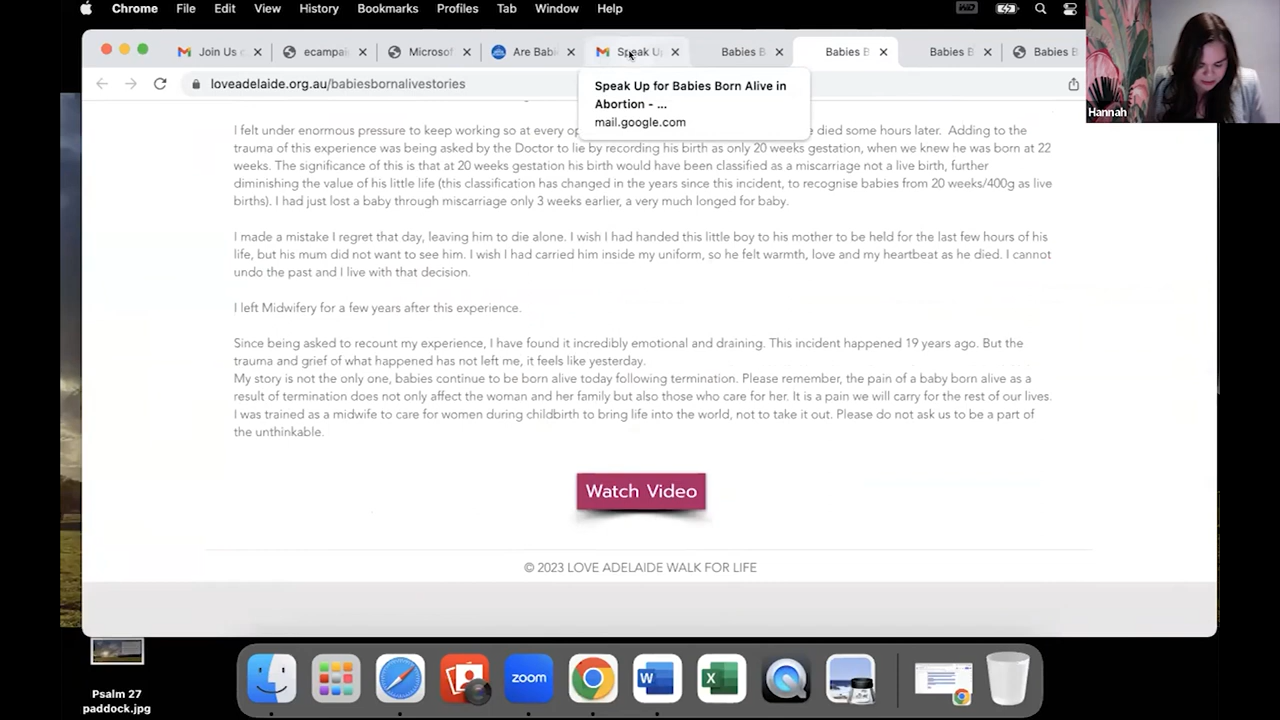 Chrome File Edit View History Bookmarks Profiles Tab Window Help
Join Us
ecampai
Microsof
Are Babi
Speak Up
Babies B
Babies B
Babies B
Babies B
loveadelaide.org.au/babiesbornalivestories
Speak Up for Babies Born Alive in
Abortion - ...
mail.google.com
Hannah
I felt under enormous pressure to keep working so at every op died some hours later. Adding to the
trauma of this experience was being asked by the Doctor to lie by recording his birth as only 20 weeks gestation, when we knew he was born at 22
weeks. The significance of this is that at 20 weeks gestation his birth would have been classified as a miscarriage not a live birth, further
diminishing the value of his little life (this classification has changed in the years since this incident, to recognise babies from 20 weeks/400g as live
births). I had just lost a baby through miscarriage only 3 weeks earlier, a very much longed for baby.
I made a mistake I regret that day, leaving him to die alone. I wish I had handed this little boy to his mother to be held for the last few hours of his
life, but his mum did not want to see him. I wish I had carried him inside my uniform, so he felt warmth, love and my heartbeat as he died. I cannot
undo the past and I live with that decision.
I left Midwifery for a few years after this experience.
Since being asked to recount my experience, I have found it incredibly emotional and draining. This incident happened 19 years ago. But the
trauma and grief of what happened has not left me, it feels like yesterday.
My story is not the only one, babies continue to be born alive today following termination. Please remember, the pain of a baby born alive as a
result of termination does not only affect the woman and her family but also those who care for her. It is a pain we will carry for the rest of our lives.
I was trained as a midwife to care for women during childbirth to bring life into the world, not to take it out. Please do not ask us to be a part of
the unthinkable.
Watch Video
© 2023 LOVE ADELAIDE WALK FOR LIFE
zoom
W
X
Psalm 27
paddock.jpg